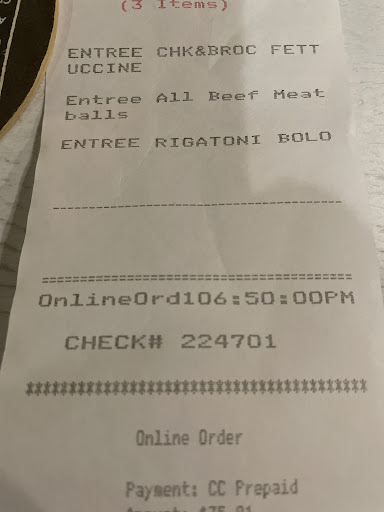 (3 Items)
ENTREE CHK&BROC FETT
UCCINE
Entree All Beef Meat
balls
ENTREE RIGATONI BOLO
----------------------------------------
========================================
OnlineOrd106:50:00PM
CHECK# 224701
****************************************
Online Order
Payment: CC Prepaid